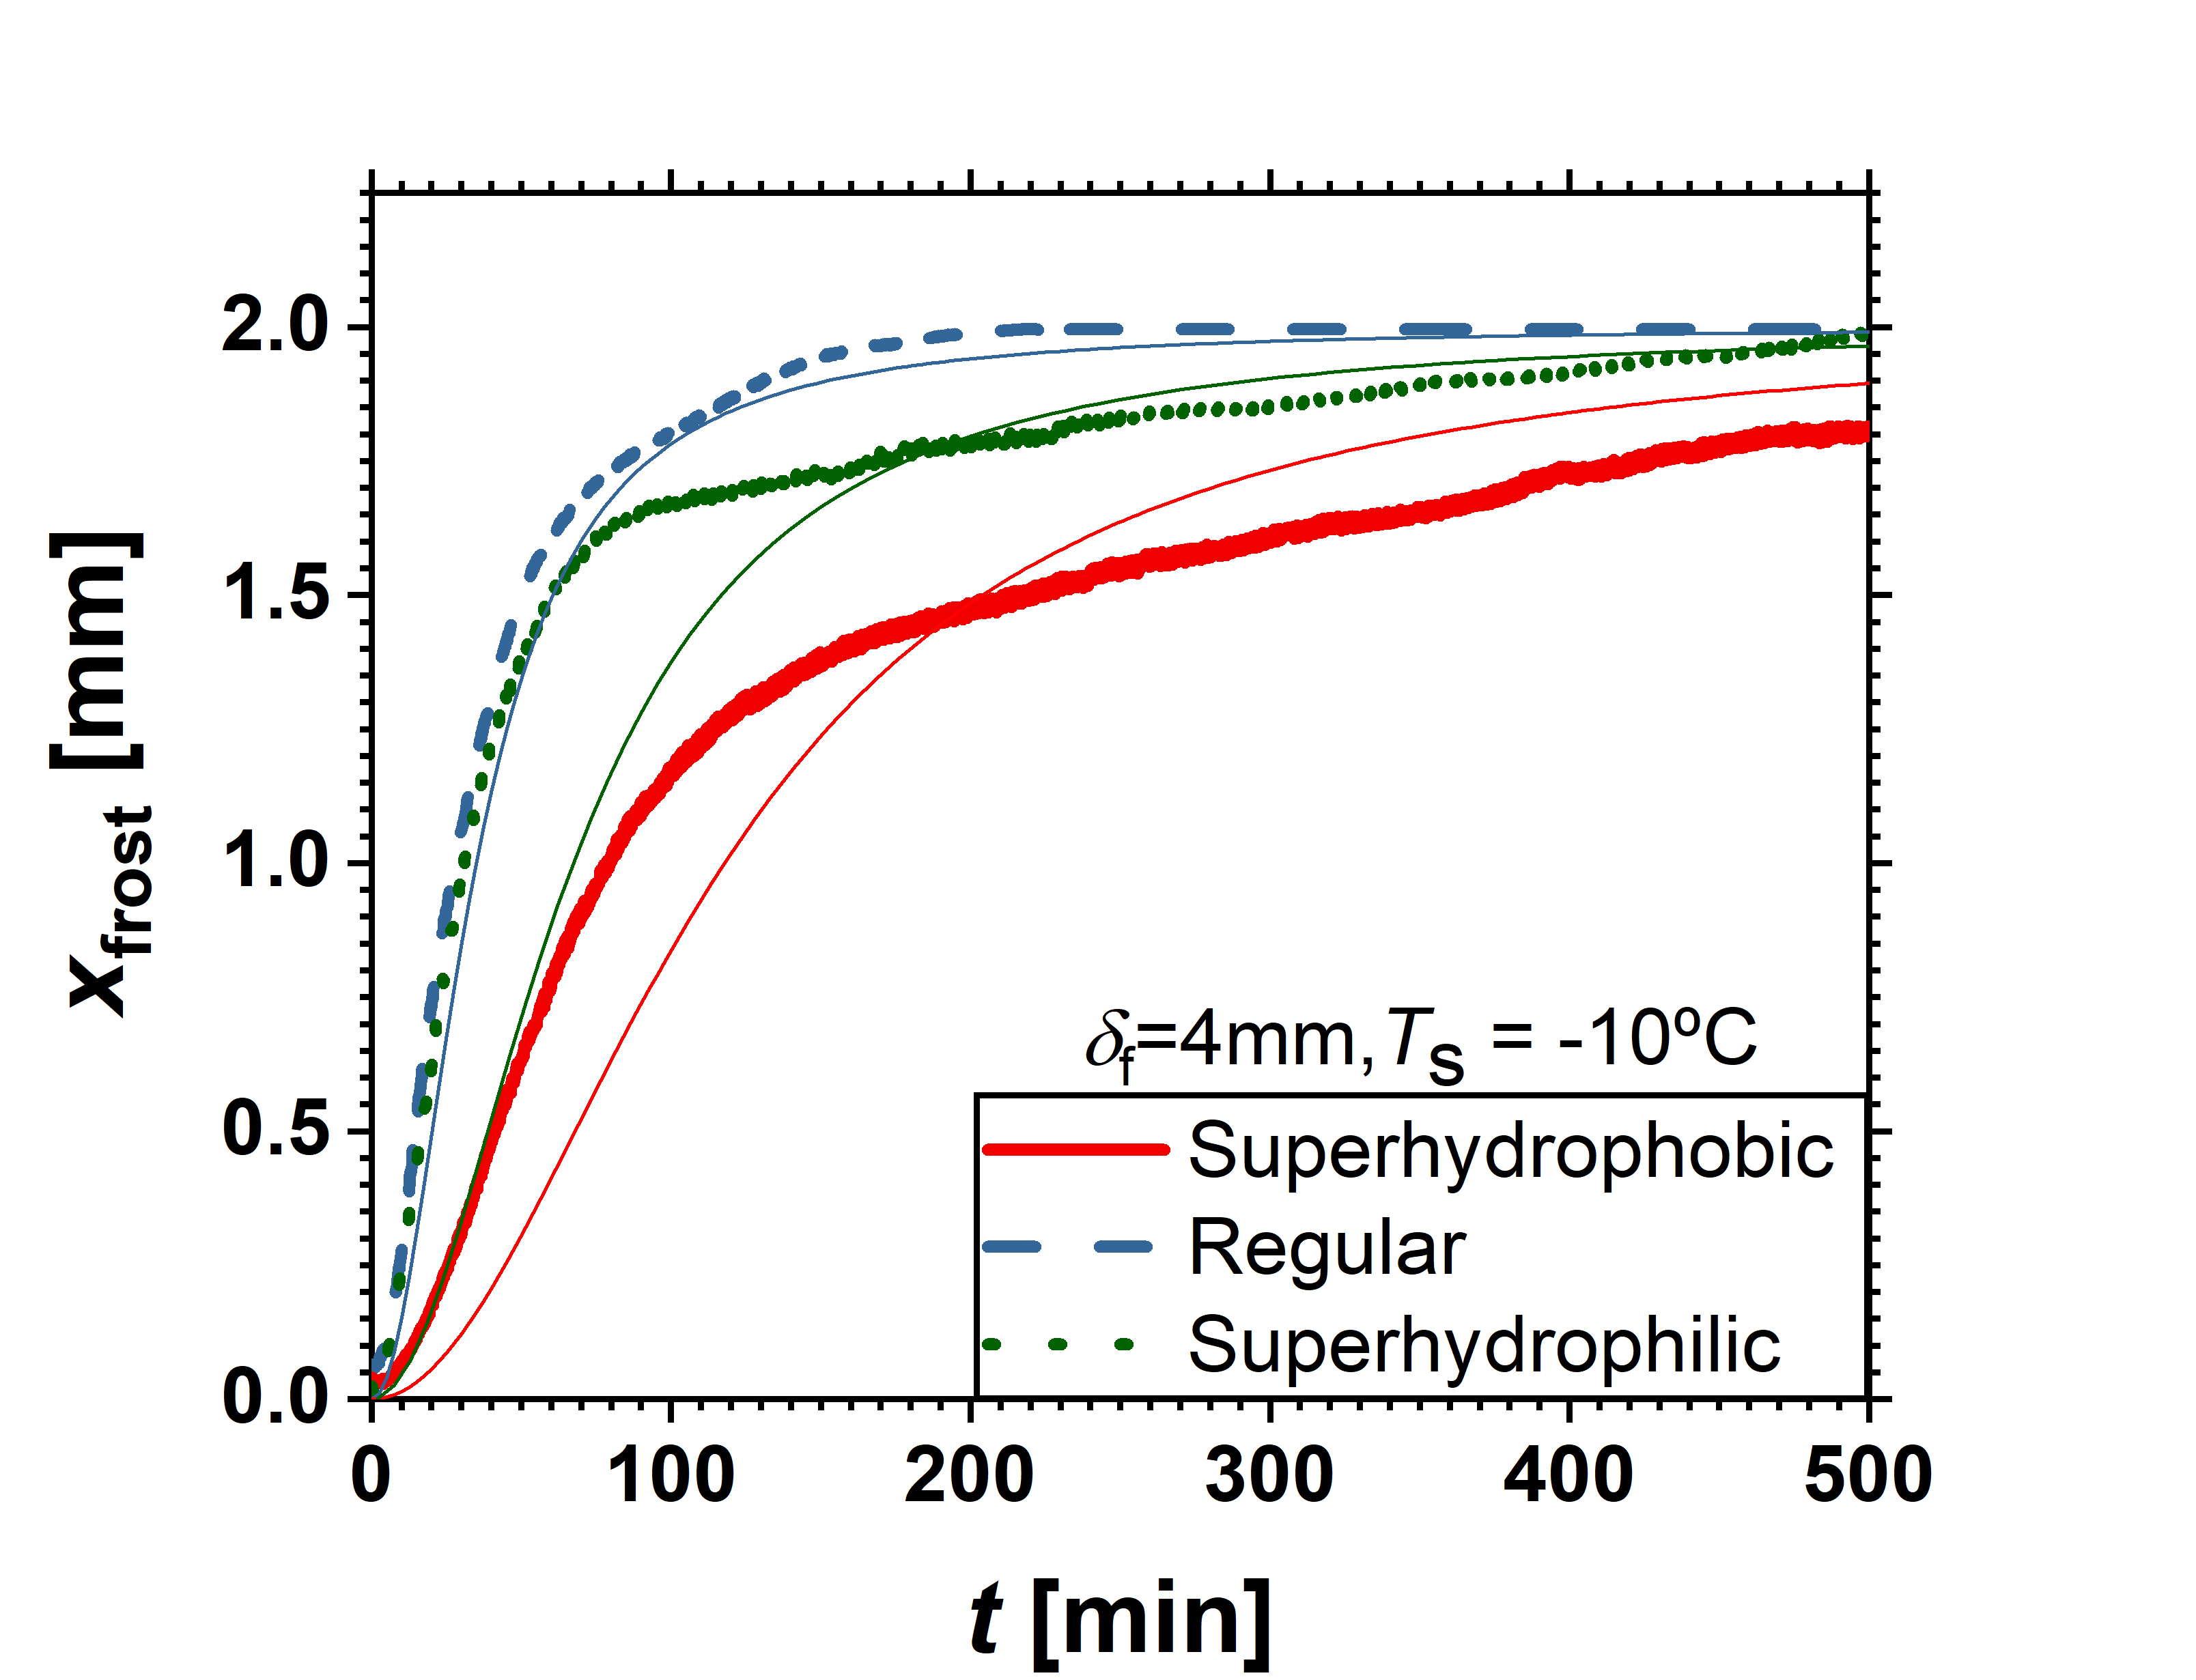 2.0
1.5
1.0
0.5
0.0
xfrost [mm]
δf=4mm,Ts = -10ºC
Superhydrophobic
Regular
Superhydrophilic
0 100 200 300 400 500
t [min]